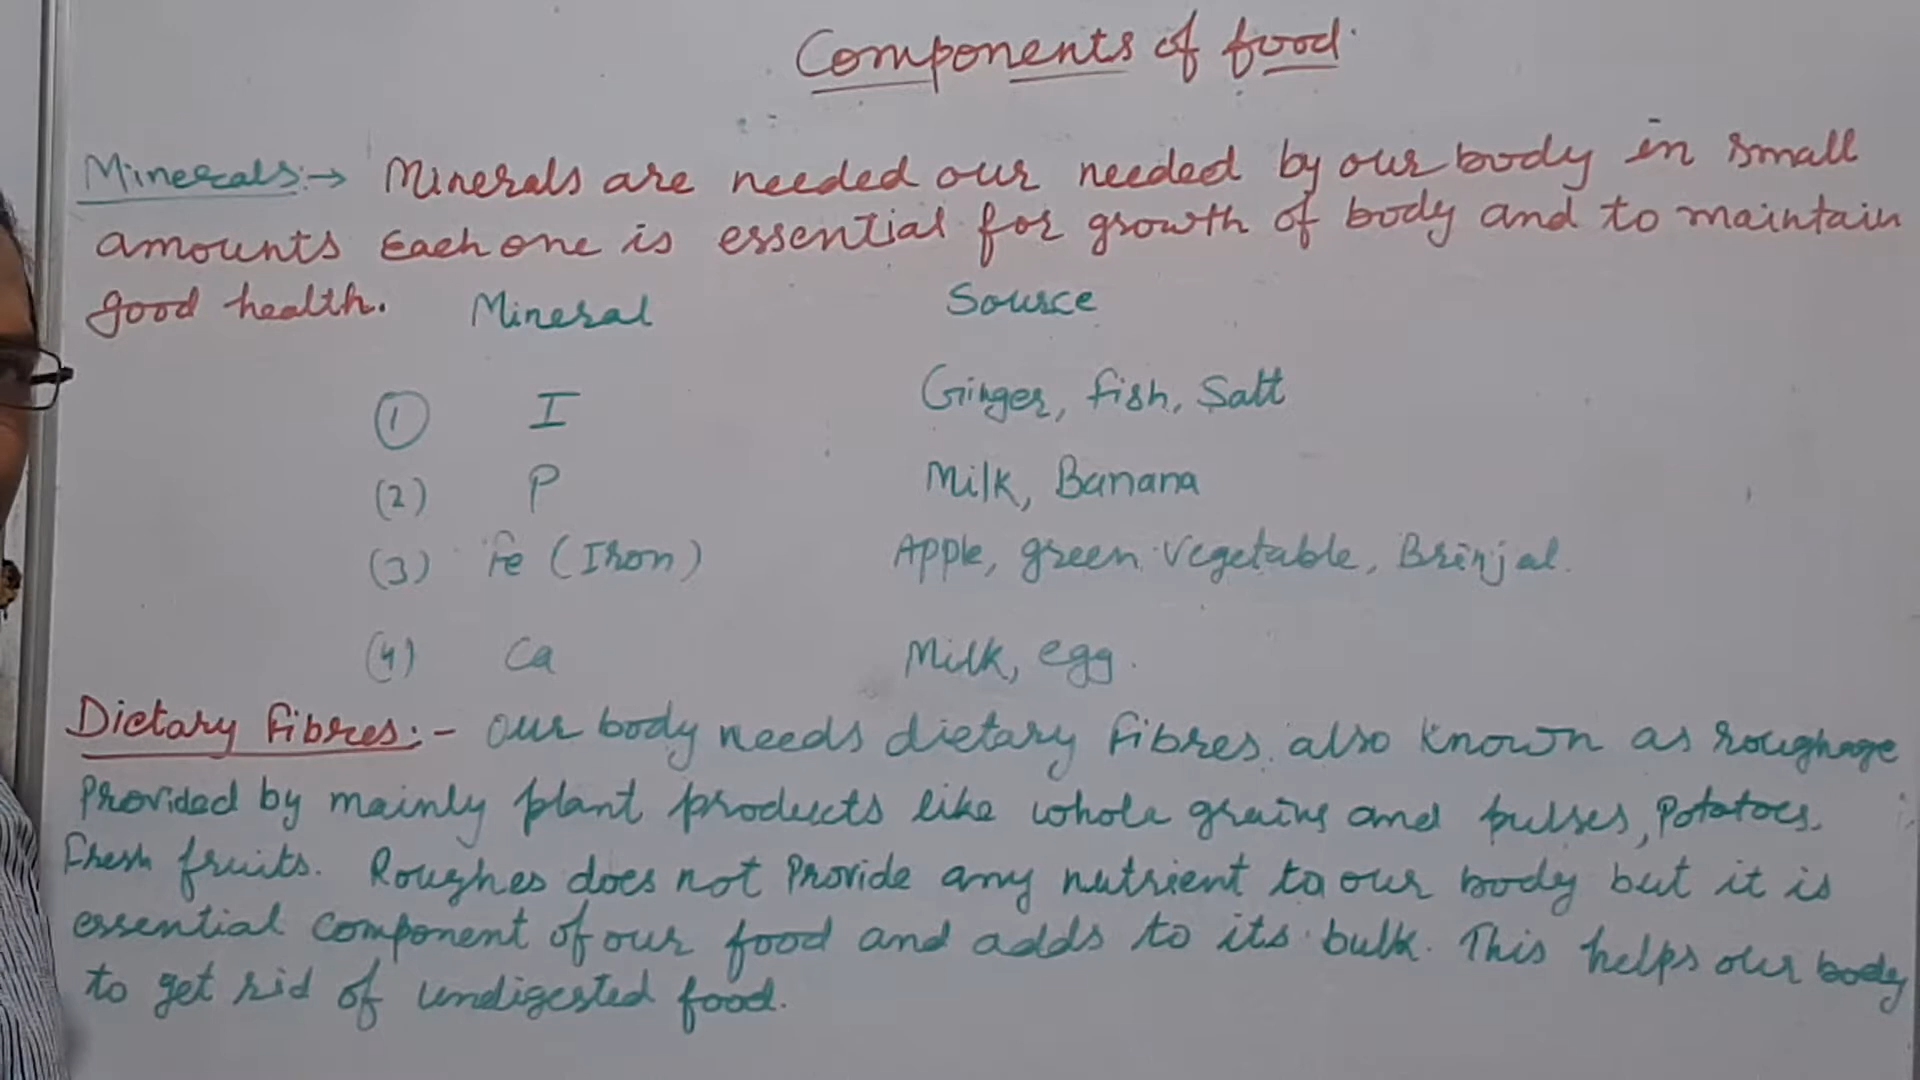 Components of food.
Minerals:→ Minerals are needed our needed by our body in small
amounts Each one is essential for growth of body and to maintain
good health. Mineral Source
① I Ginger, fish, Salt
(2) P Milk, Banana
(3) Fe (Iron) Apple, green vegetable, Brinjal.
(4) Ca Milk, egg.
Dietary Fibres:- Our body needs dietary fibres also known as roughage
Provided by mainly plant products like whole grains and pulses, Potatoes.
Fresh fruits. Roughes does not Provide any nutrient to our body but it is
essential component of our food and adds to its bulk. This helps our body
to get rid of undigested food.